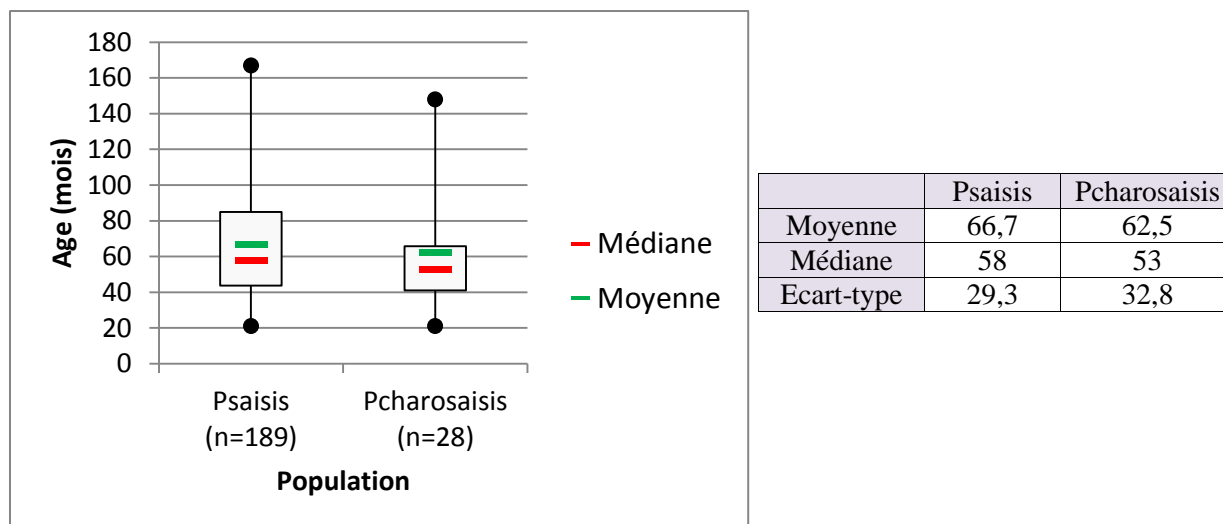 180
160
140
120
100
80
60
40
20
0
Age (mois)
Psaisis
(n=189)
Pcharosaisis
(n=28)
Population
Médiane
Moyenne
Psaisis Pcharosaisis
Moyenne 66,7 62,5
Médiane 58 53
Ecart-type 29,3 32,8